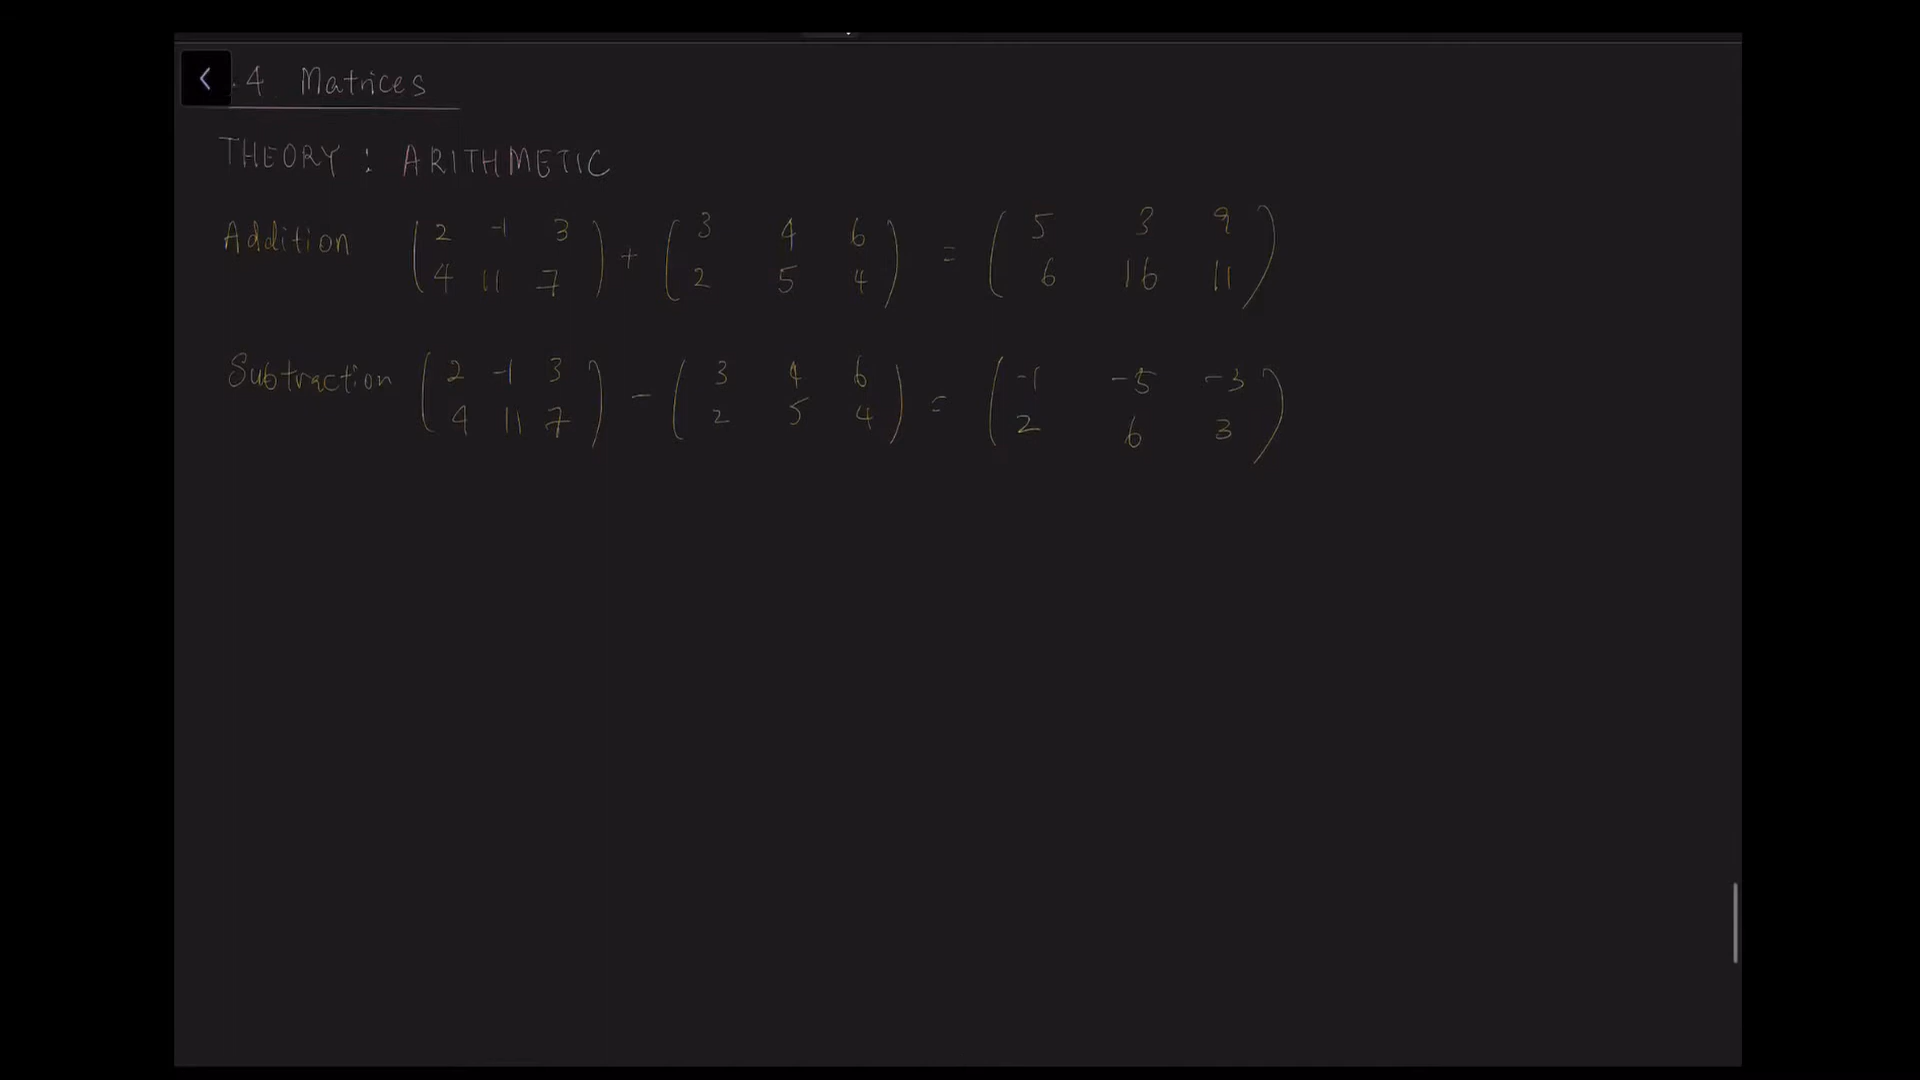 .4 Matrices
THEORY : ARITHMETIC
Addition ( 2 -1 3 ) + ( 3 4 6 ) = ( 5 3 9 )
( 4 11 7 ) ( 2 5 4 ) ( 6 16 11 )
Subtraction ( 2 -1 3 ) - ( 3 4 6 ) = ( -1 -5 -3 )
( 4 11 7 ) ( 2 5 4 ) ( 2 6 3 )